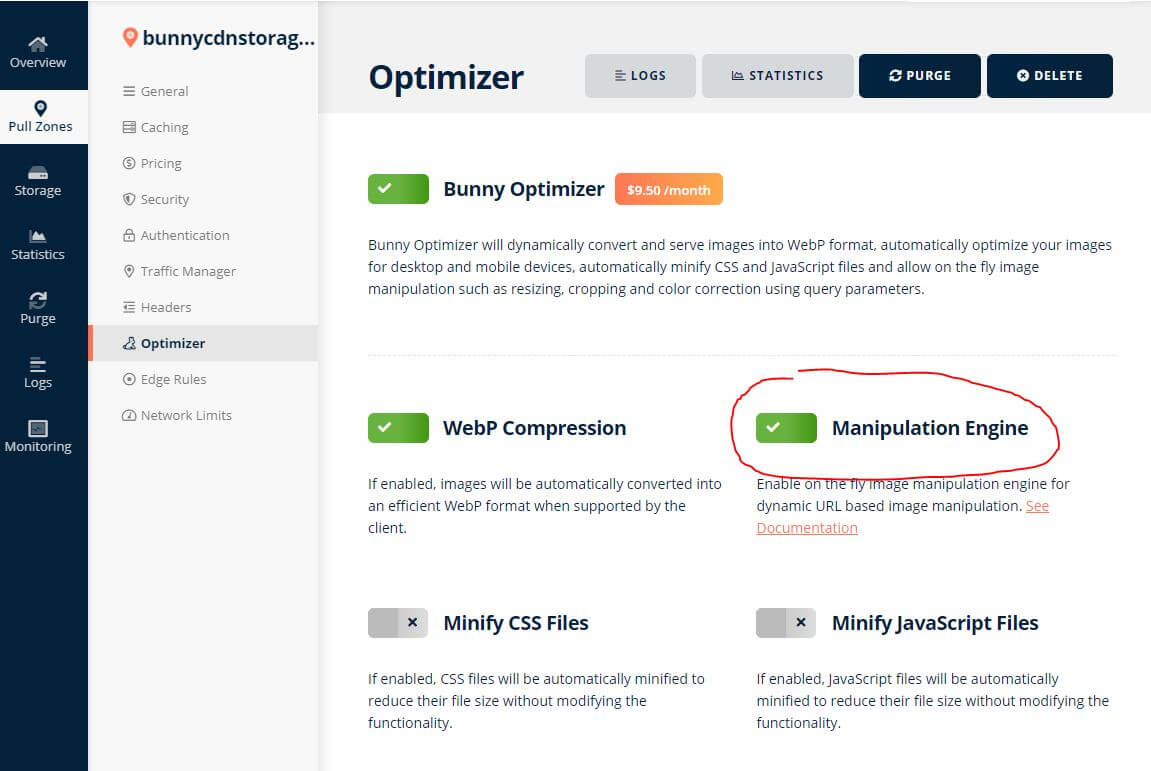 Overview
Pull Zones
Storage
Statistics
Purge
Logs
Monitoring
bunnycdnstorag...
General
Caching
Pricing
Security
Authentication
Traffic Manager
Headers
Optimizer
Edge Rules
Network Limits
Optimizer
LOGS
STATISTICS
PURGE
DELETE
Bunny Optimizer
$9.50 /month
Bunny Optimizer will dynamically convert and serve images into WebP format, automatically optimize your images
for desktop and mobile devices, automatically minify CSS and JavaScript files and allow on the fly image
manipulation such as resizing, cropping and color correction using query parameters.
WebP Compression
If enabled, images will be automatically converted into
an efficient WebP format when supported by the
client.
Manipulation Engine
Enable on the fly image manipulation engine for
dynamic URL based image manipulation. See
Documentation
Minify CSS Files
If enabled, CSS files will be automatically minified to
reduce their file size without modifying the
functionality.
Minify JavaScript Files
If enabled, JavaScript files will be automatically
minified to reduce their file size without modifying the
functionality.